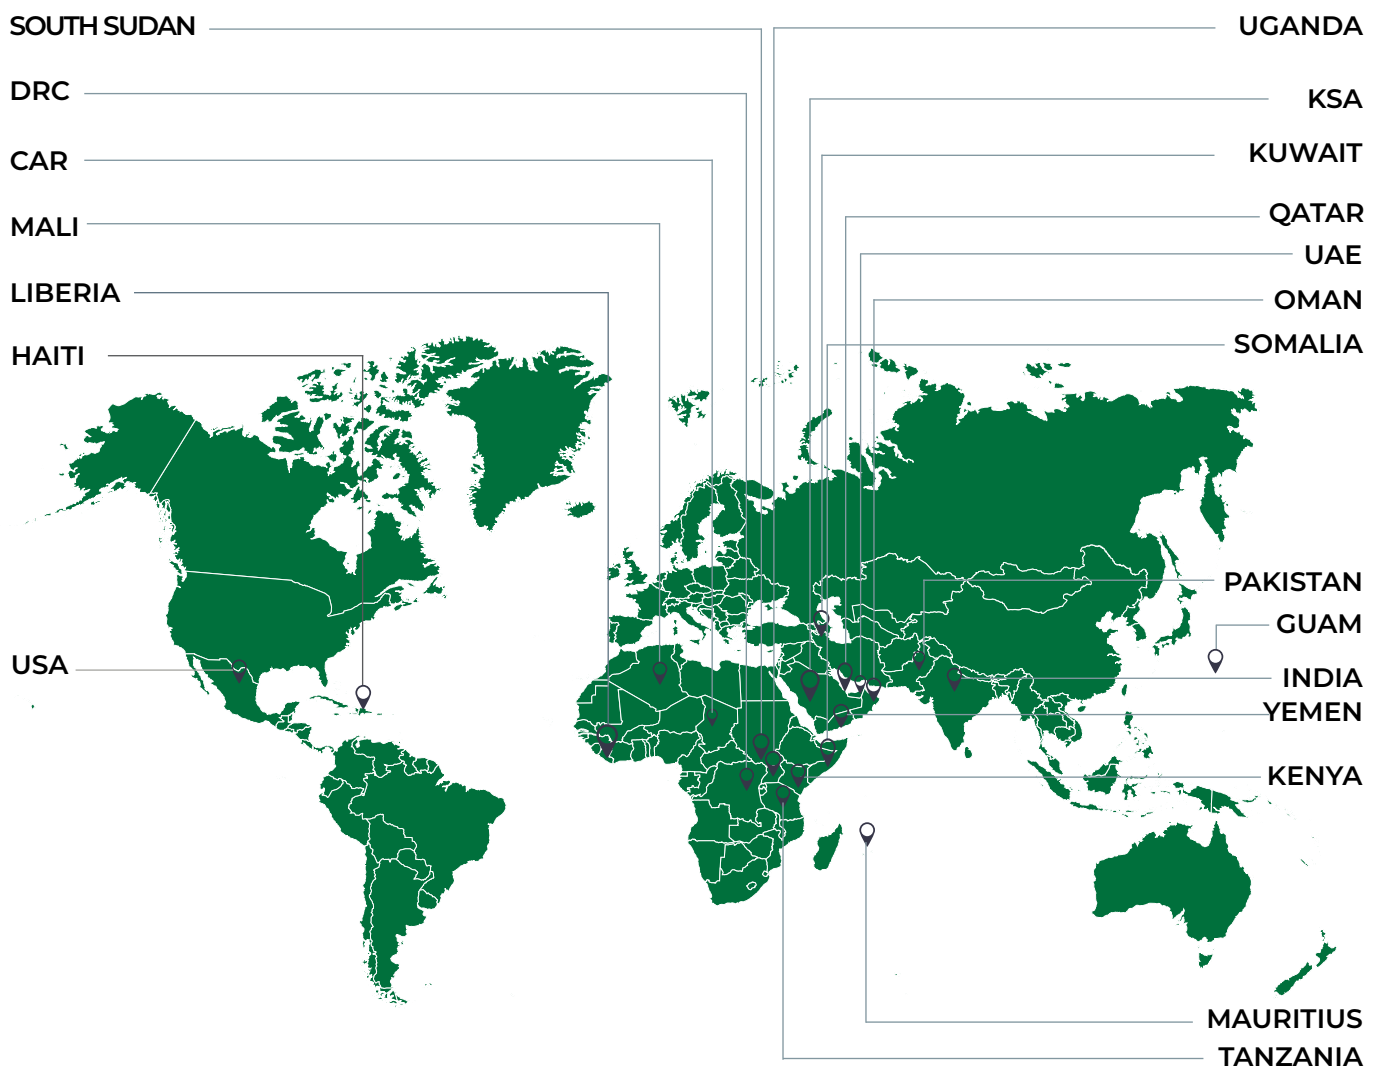 SOUTH SUDAN
DRC
CAR
MALI
LIBERIA
HAITI
USA
UGANDA
KSA
KUWAIT
QATAR
UAE
OMAN
SOMALIA
PAKISTAN
GUAM
INDIA
YEMEN
KENYA
MAURITIUS
TANZANIA